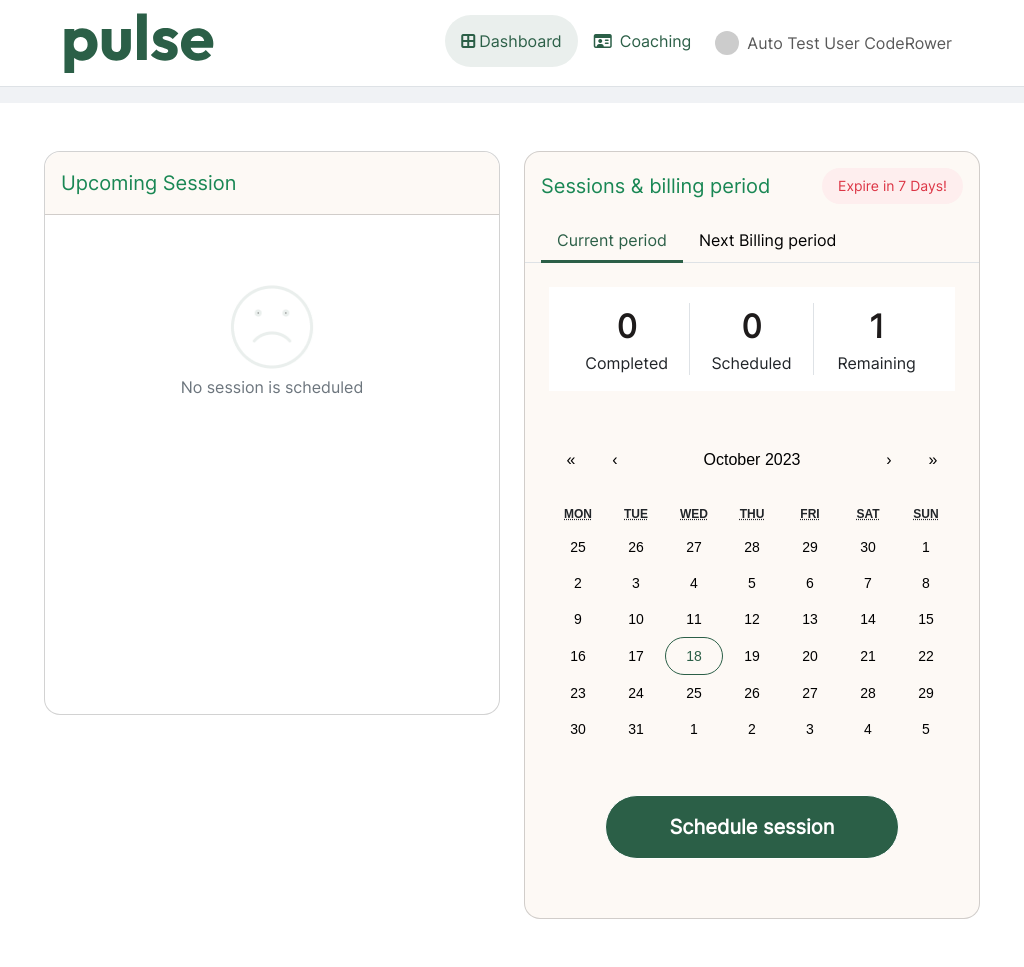 pulse
Dashboard
Coaching
Auto Test User CodeRower
Upcoming Session
No session is scheduled
Sessions & billing period
Expire in 7 Days!
Current period
Next Billing period
0
Completed
0
Scheduled
1
Remaining
« ‹ October 2023 › »
MON TUE WED THU FRI SAT SUN
25 26 27 28 29 30 1
2 3 4 5 6 7 8
9 10 11 12 13 14 15
16 17 18 19 20 21 22
23 24 25 26 27 28 29
30 31 1 2 3 4 5
Schedule session